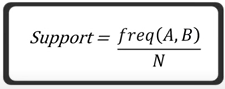 Support = freq(A, B) / N